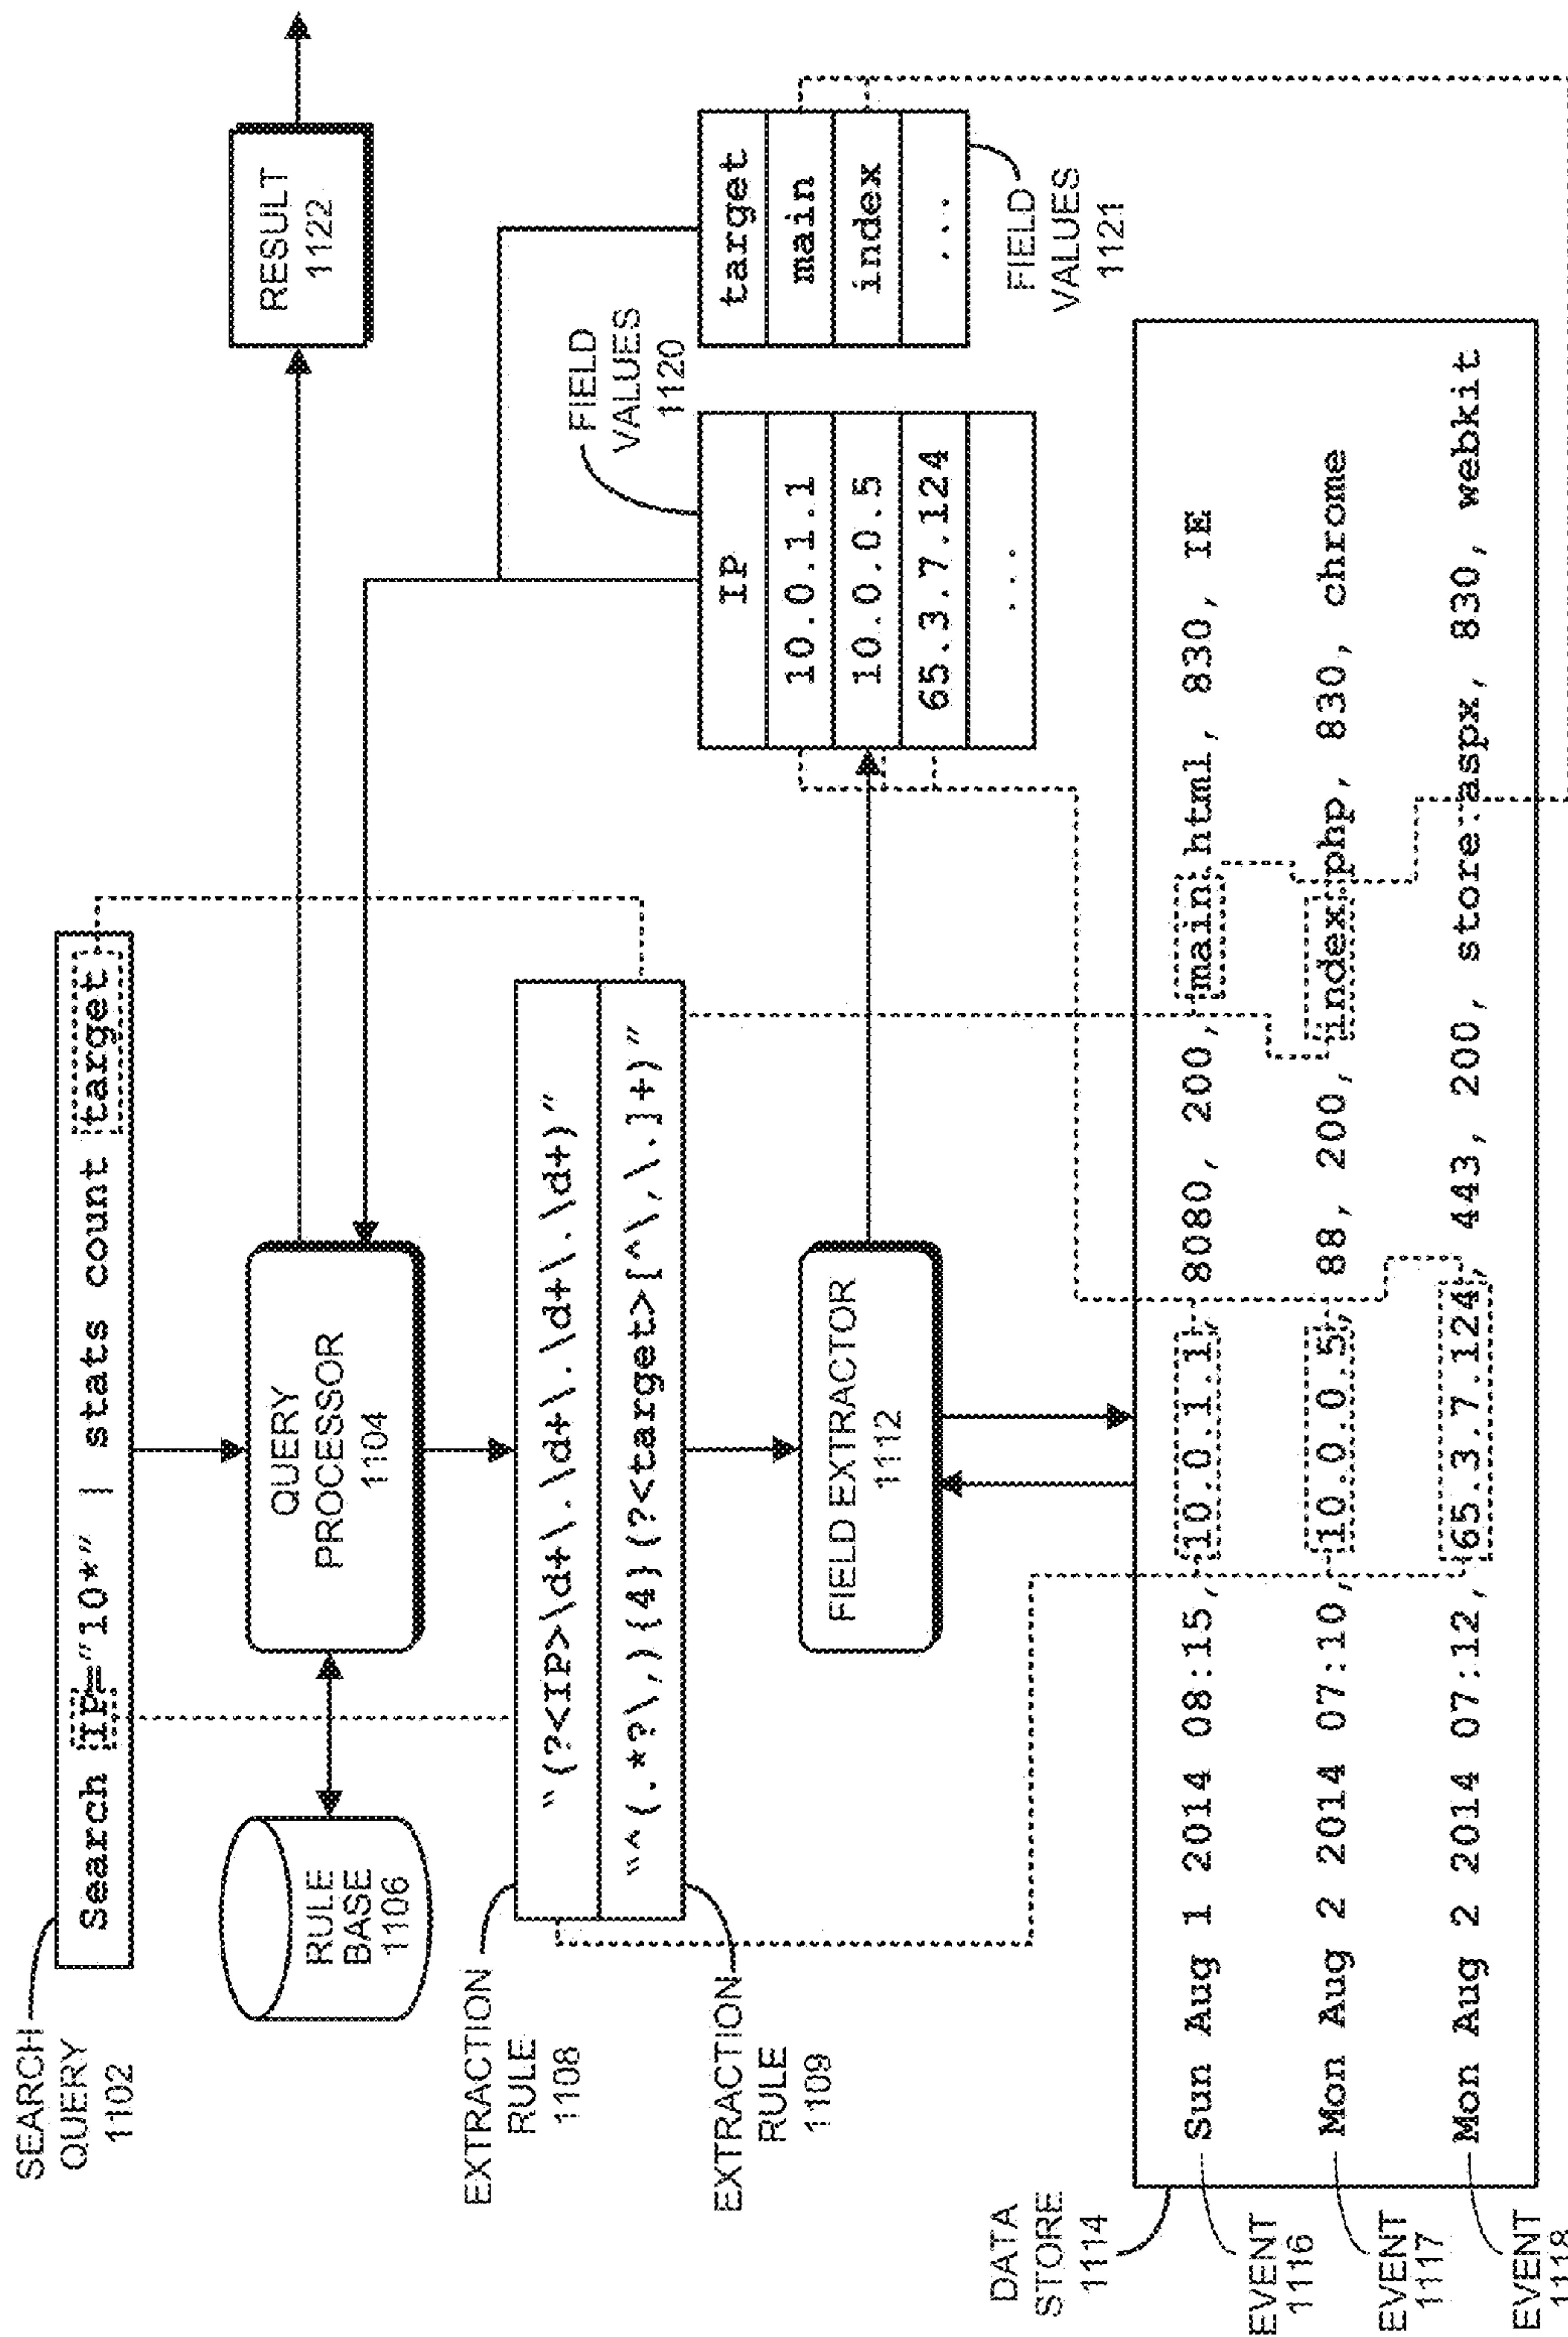 SEARCH
QUERY
1102
Search IP="10*" | stats count target
RULE
BASE
1106
QUERY
PROCESSOR
1104
RESULT
1122
EXTRACTION
RULE
1108
"(?<IP>\d+\.\d+\.\d+\.\d+)"
"^(.*?\,){4}(?<target>[^\,\.]+)"
EXTRACTION
RULE
1109
FIELD EXTRACTOR
1112
FIELD
VALUES
1120
IP
10.0.1.1
10.0.0.5
65.3.7.124
...
target
main
index
...
FIELD
VALUES
1121
DATA
STORE
1114
EVENT
1116
Sun Aug 1 2014 08:15, 10.0.1.1, 8080, 200, main.html, 830, IE
EVENT
1117
Mon Aug 2 2014 07:10, 10.0.0.5, 88, 200, index.php, 830, chrome
EVENT
1118
Mon Aug 2 2014 07:12, 65.3.7.124, 443, 200, store.aspx, 830, webkit